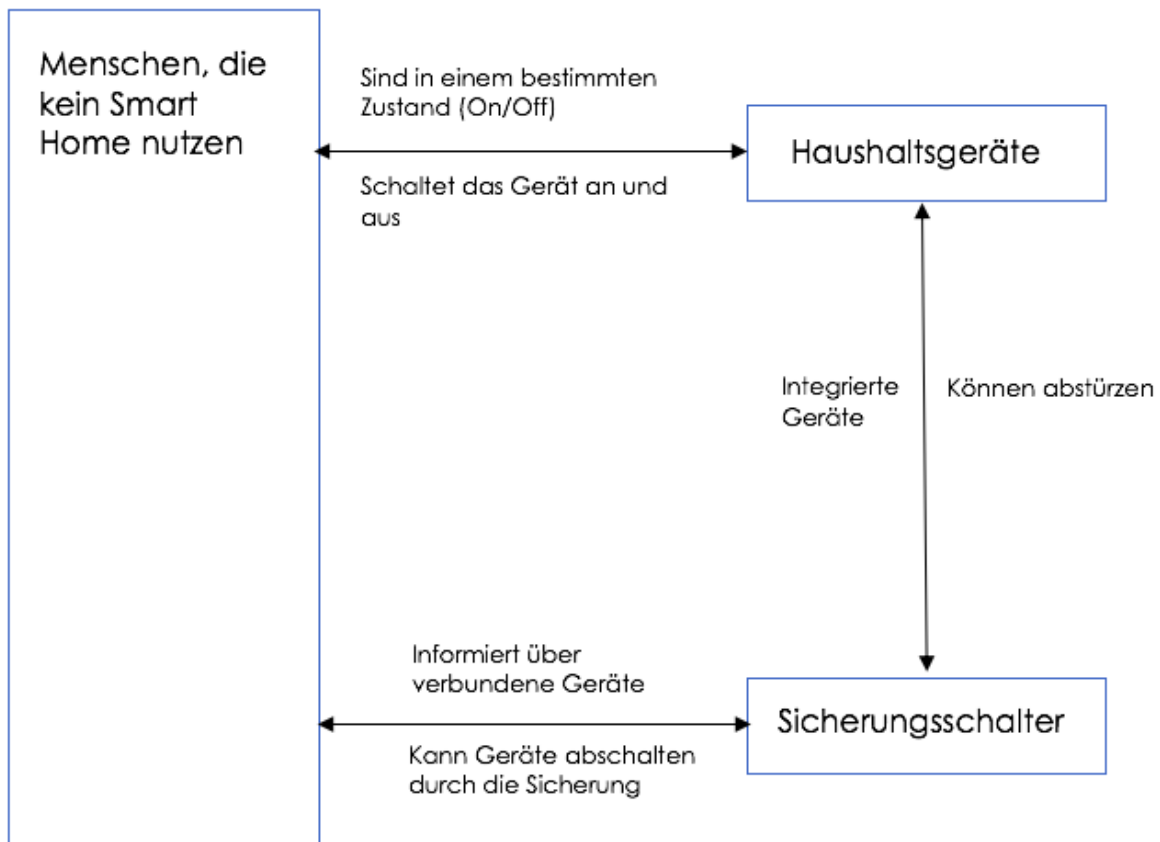 Menschen, die
kein Smart
Home nutzen
Sind in einem bestimmten
Zustand (On/Off)
Schaltet das Gerät an und
aus
Haushaltsgeräte
Integrierte
Geräte
Können abstürzen
Informiert über
verbundene Geräte
Kann Geräte abschalten
durch die Sicherung
Sicherungsschalter